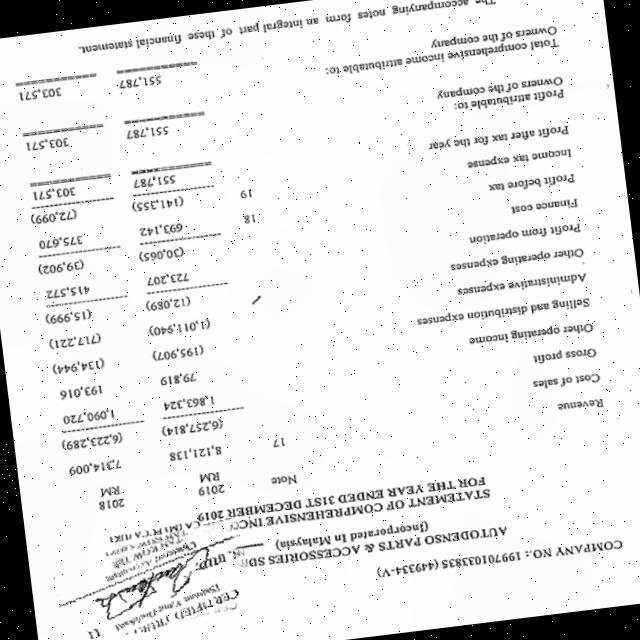 COMPANY NO.: 199701033835 (449334-V)
AUTODENSO PARTS & ACCESSORIES SDN. BHD.
(Incorporated In Malaysia)
STATEMENT OF COMPREHENSIVE INCOME
FOR THE YEAR ENDED 31ST DECEMBER 2019
Note 2019 2018
RM RM
Revenue 17 8,121,138 7,314,009
Cost of sales (6,257,814) (6,223,289)
Gross profit 1,863,324 1,090,720
Other operating income 79,819 193,016
Selling and distribution expenses (195,907) (134,944)
Administrative expenses (1,011,940) (717,221)
Other operating expenses (12,089) (15,999)
Profit from operation 723,207 415,572
Finance cost (30,065) (39,902)
Profit before tax 18 693,142 375,670
Income tax expense 19 (141,355) (72,099)
Profit after tax for the year 551,787 303,571
Profit attributable to:
Owners of the company 551,787 303,571
Total comprehensive income attributable to:
Owners of the company 551,787 303,571
The accompanying notes form an integral part of these financial statement.